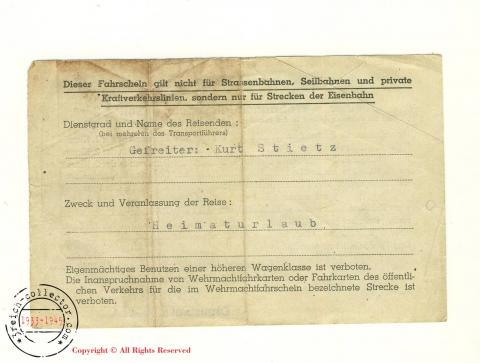 Dieser Fahrschein gilt nicht für Strassenbahnen, Seilbahnen und private
Kraftverkehrslinien, sondern nur für Strecken der Eisenbahn
Dienstgrad und Name des Reisenden :
(bei mehreren des Transportführers)
Gefreiter: Kurt Stietz
Zweck und Veranlassung der Reise :
Heimaturlaub
Eigenmächtiges Benutzen einer höheren Wagenklasse ist verboten.
Die Inanspruchnahme von Wehrmachtfahrkarten oder Fahrkarten des öffentli-
chen Verkehrs für die im Wehrmachtfahrschein bezeichnete Strecke ist
verboten.
3reich-collector.com
1933-1945
Copyright © All Rights Reserved